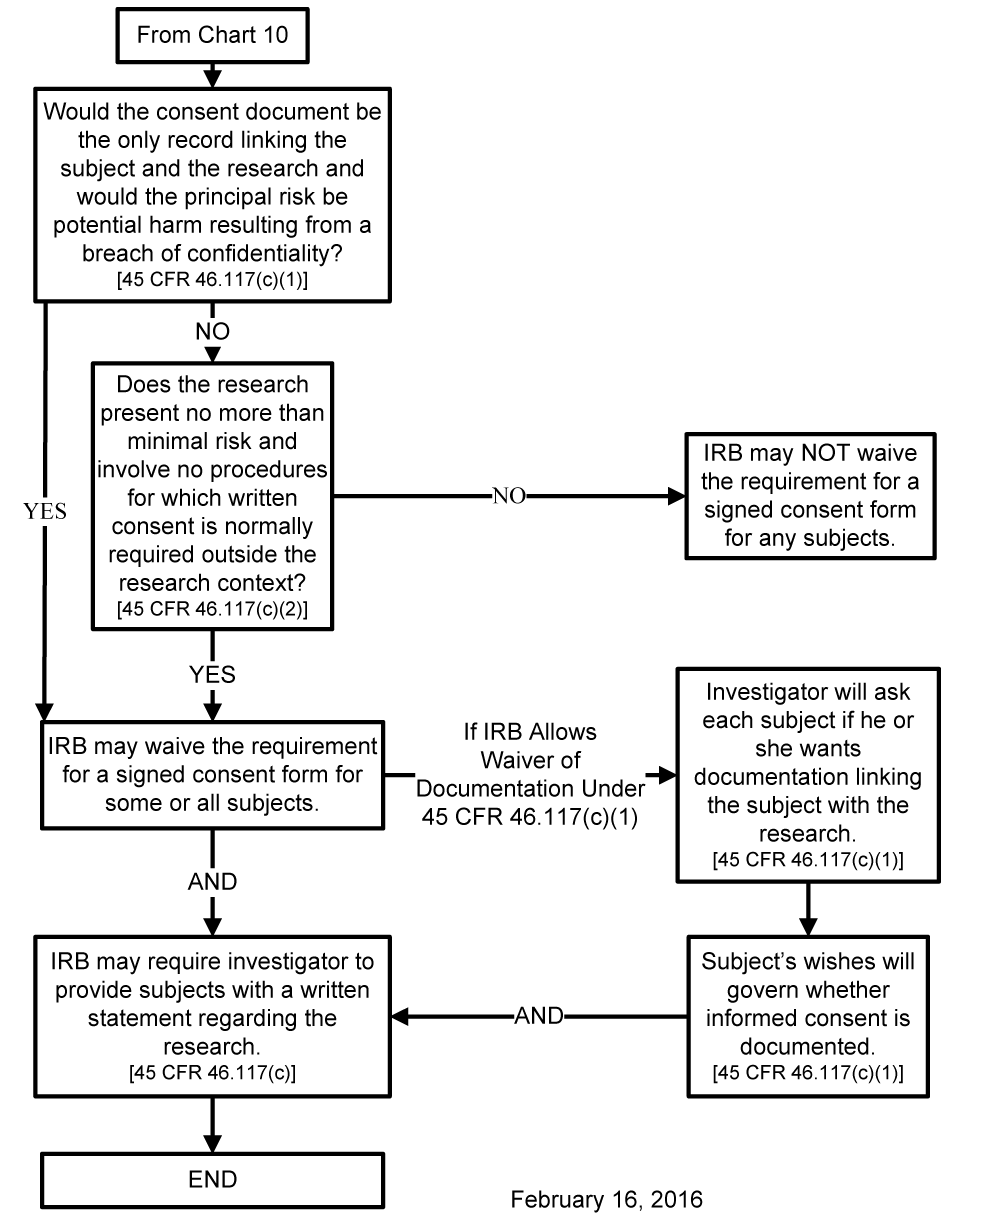 From Chart 10
Would the consent document be
the only record linking the
subject and the research and
would the principal risk be
potential harm resulting from a
breach of confidentiality?
[45 CFR 46.117(c)(1)]
NO
Does the research
present no more than
minimal risk and
involve no procedures
for which written
consent is normally
required outside the
research context?
[45 CFR 46.117(c)(2)]
NO
IRB may NOT waive
the requirement for a
signed consent form
for any subjects.
YES
YES
IRB may waive the requirement
for a signed consent form for
some or all subjects.
If IRB Allows
Waiver of
Documentation Under
45 CFR 46.117(c)(1)
Investigator will ask
each subject if he or
she wants
documentation linking
the subject with the
research.
[45 CFR 46.117(c)(1)]
AND
IRB may require investigator to
provide subjects with a written
statement regarding the
research.
[45 CFR 46.117(c)]
AND
Subject’s wishes will
govern whether
informed consent is
documented.
[45 CFR 46.117(c)(1)]
END
February 16, 2016